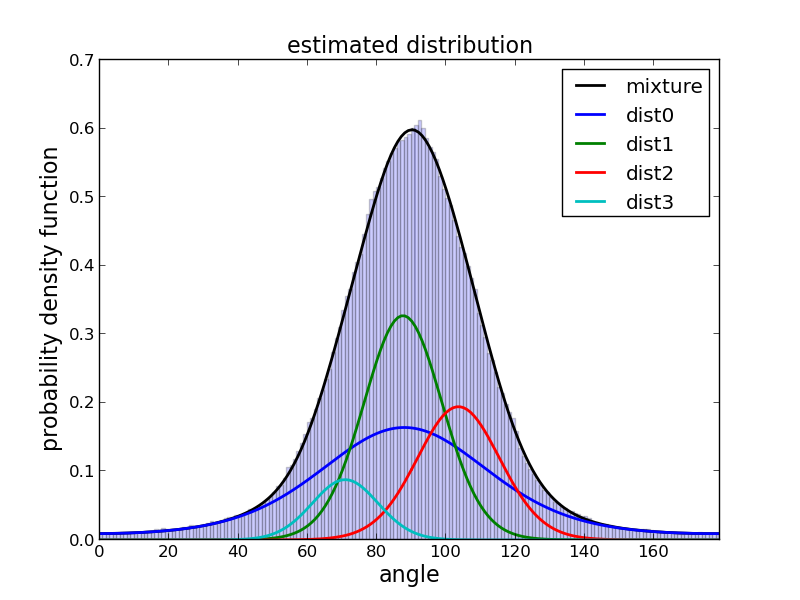 estimated distribution
0.7
0.6
0.5
0.4
0.3
0.2
0.1
0.0
probability density function
mixture
dist0
dist1
dist2
dist3
0 20 40 60 80 100 120 140 160
angle